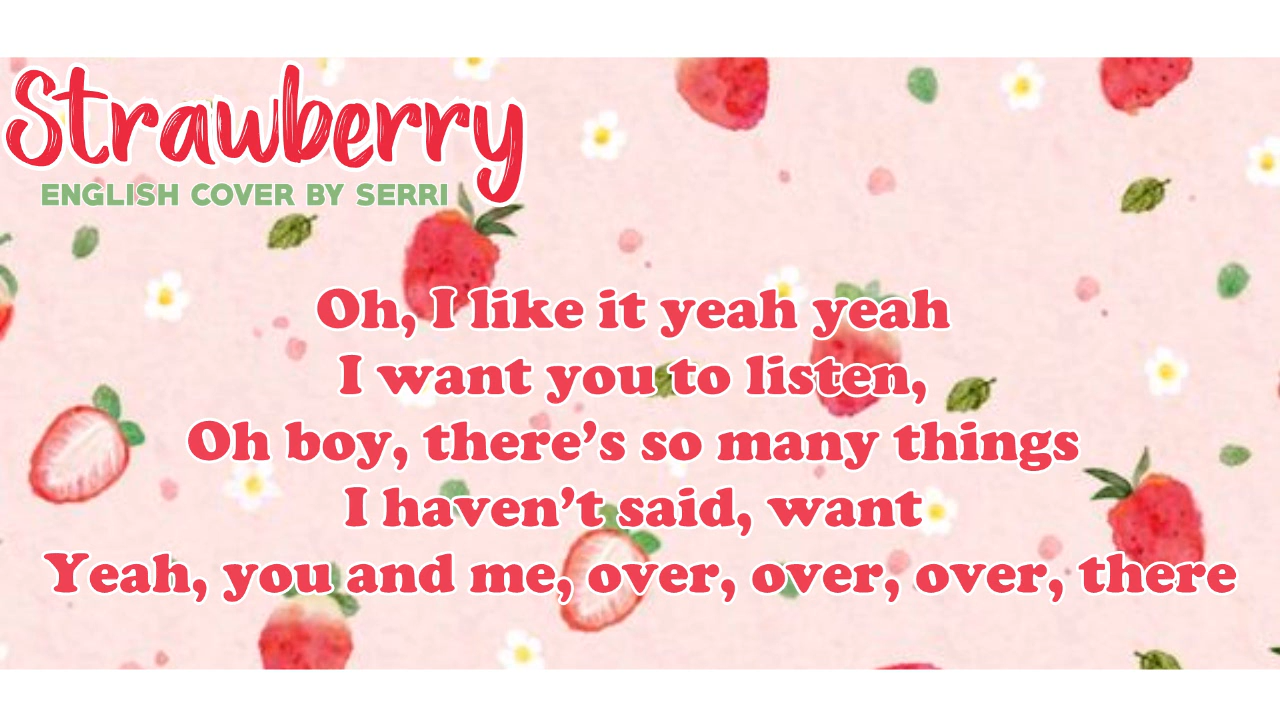 Strawberry
ENGLISH COVER BY SERRI
Oh, I like it yeah yeah
I want you to listen,
Oh boy, there’s so many things
I haven’t said, want
Yeah, you and me, over, over, over, there